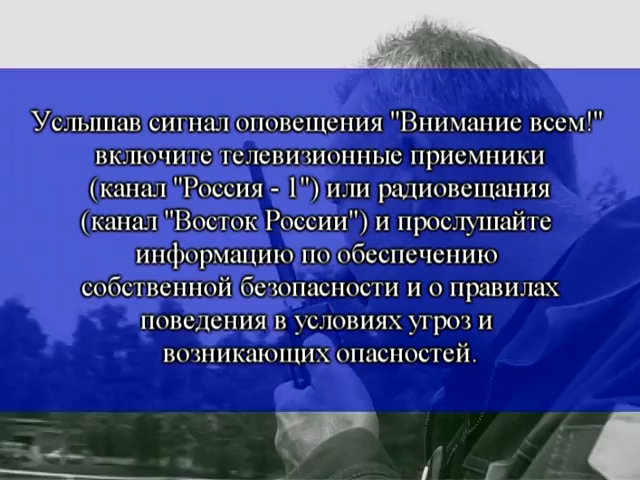 Услышав сигнал оповещения "Внимание всем!"
включите телевизионные приемники
(канал "Россия - 1") или радиовещания
(канал "Восток России") и прослушайте
информацию по обеспечению
собственной безопасности и о правилах
поведения в условиях угроз и
возникающих опасностей.